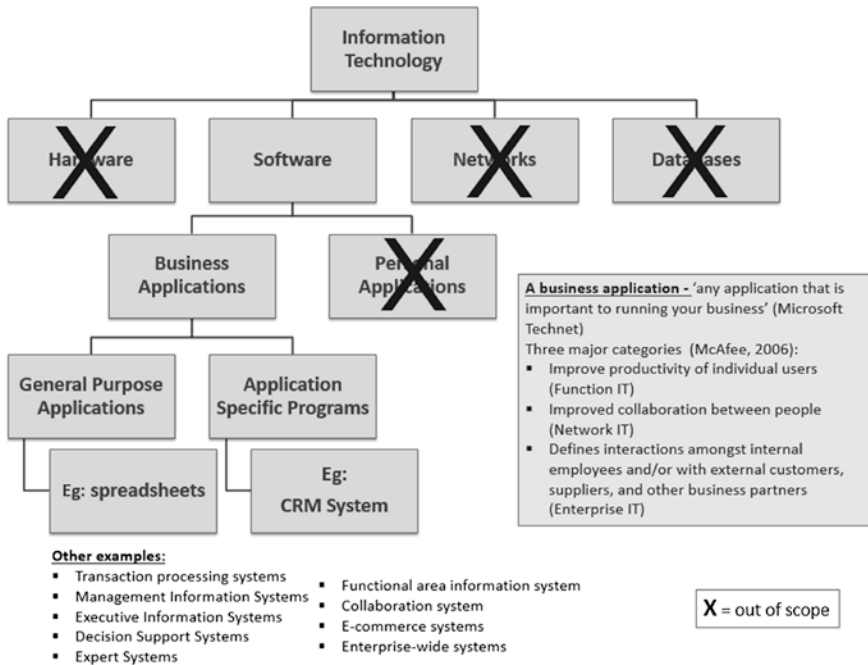 Information
Technology
Hardware
Software
Networks
Databases
Business
Applications
Personal
Applications
General Purpose
Applications
Application
Specific Programs
Eg: spreadsheets
Eg:
CRM System
A business application - ‘any application that is
important to running your business’ (Microsoft
Technet)
Three major categories (McAfee, 2006):
▪ Improve productivity of individual users
(Function IT)
▪ Improved collaboration between people
(Network IT)
▪ Defines interactions amongst internal
employees and/or with external customers,
suppliers, and other business partners
(Enterprise IT)
Other examples:
▪ Transaction processing systems
▪ Management Information Systems
▪ Executive Information Systems
▪ Decision Support Systems
▪ Expert Systems
▪ Functional area information system
▪ Collaboration system
▪ E-commerce systems
▪ Enterprise-wide systems
X = out of scope